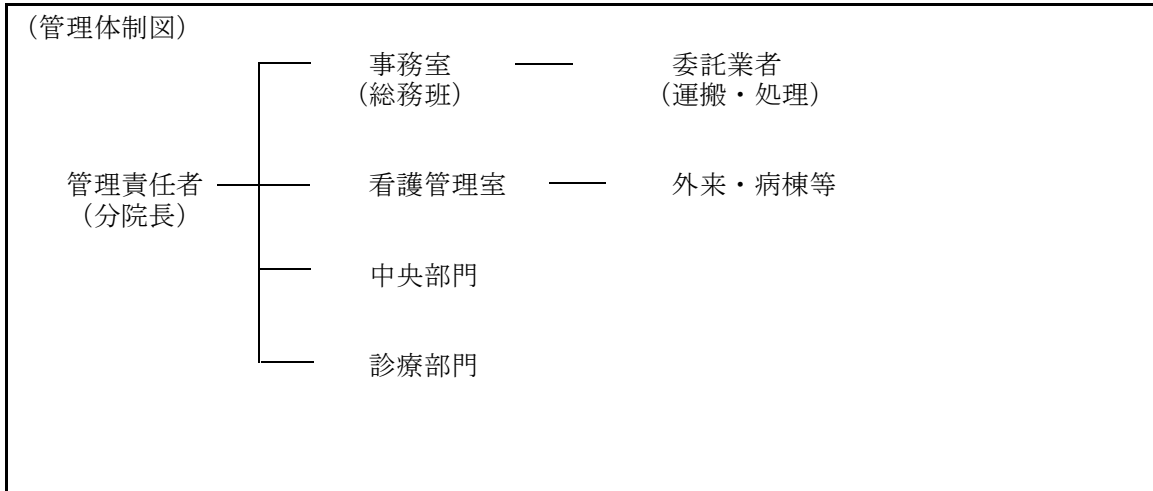 （管理体制図）
事務室 委託業者
（総務班） （運搬・処理）
管理責任者 看護管理室 外来・病棟等
（分院長）
中央部門
診療部門